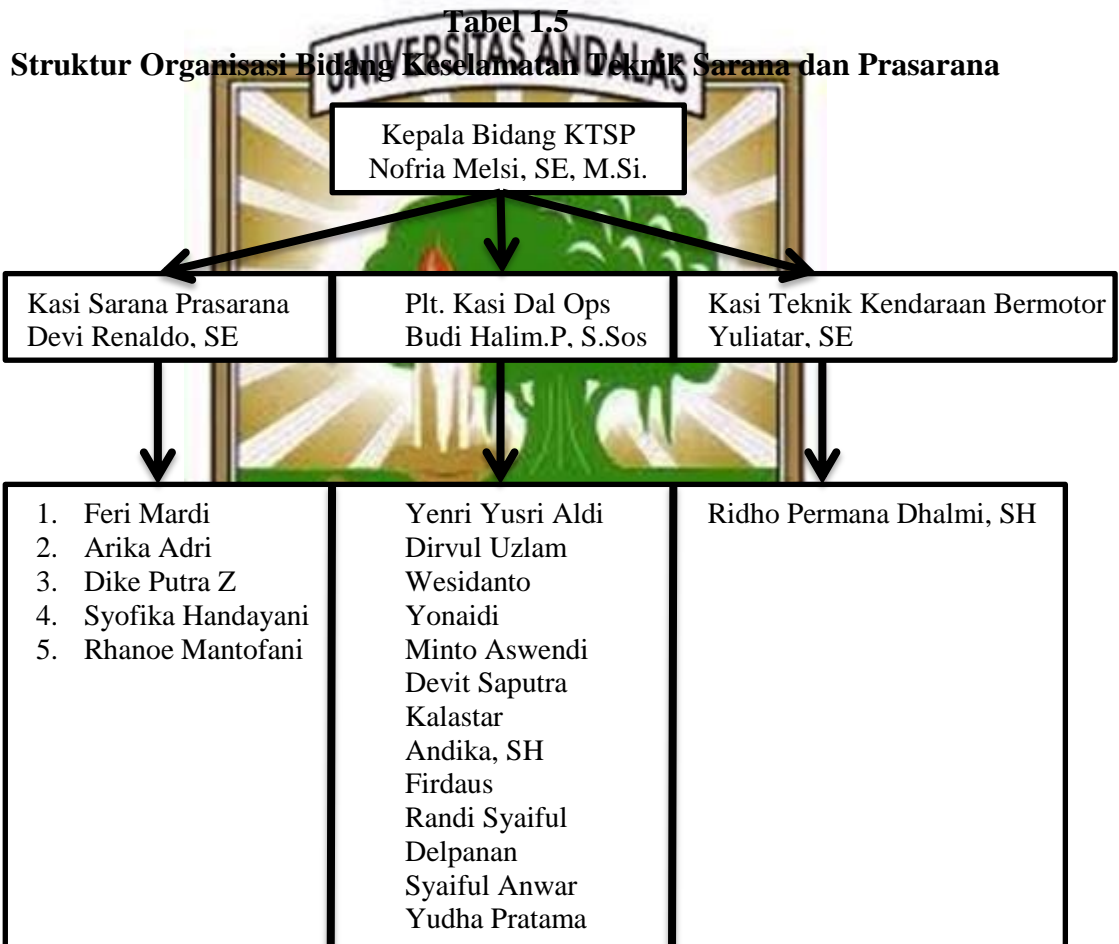 Tabel 1.5
Struktur Organisasi Bidang Keselamatan Teknik Sarana dan Prasarana
UNIVERSITAS ANDALAS
Kepala Bidang KTSP
Nofria Melsi, SE, M.Si.
Kasi Sarana Prasarana
Devi Renaldo, SE
Plt. Kasi Dal Ops
Budi Halim.P, S.Sos
Kasi Teknik Kendaraan Bermotor
Yuliatar, SE
1. Feri Mardi
2. Arika Adri
3. Dike Putra Z
4. Syofika Handayani
5. Rhanoe Mantofani
Yenri Yusri Aldi
Dirvul Uzlam
Wesidanto
Yonaidi
Minto Aswendi
Devit Saputra
Kalastar
Andika, SH
Firdaus
Randi Syaiful
Delpanan
Syaiful Anwar
Yudha Pratama
Ridho Permana Dhalmi, SH